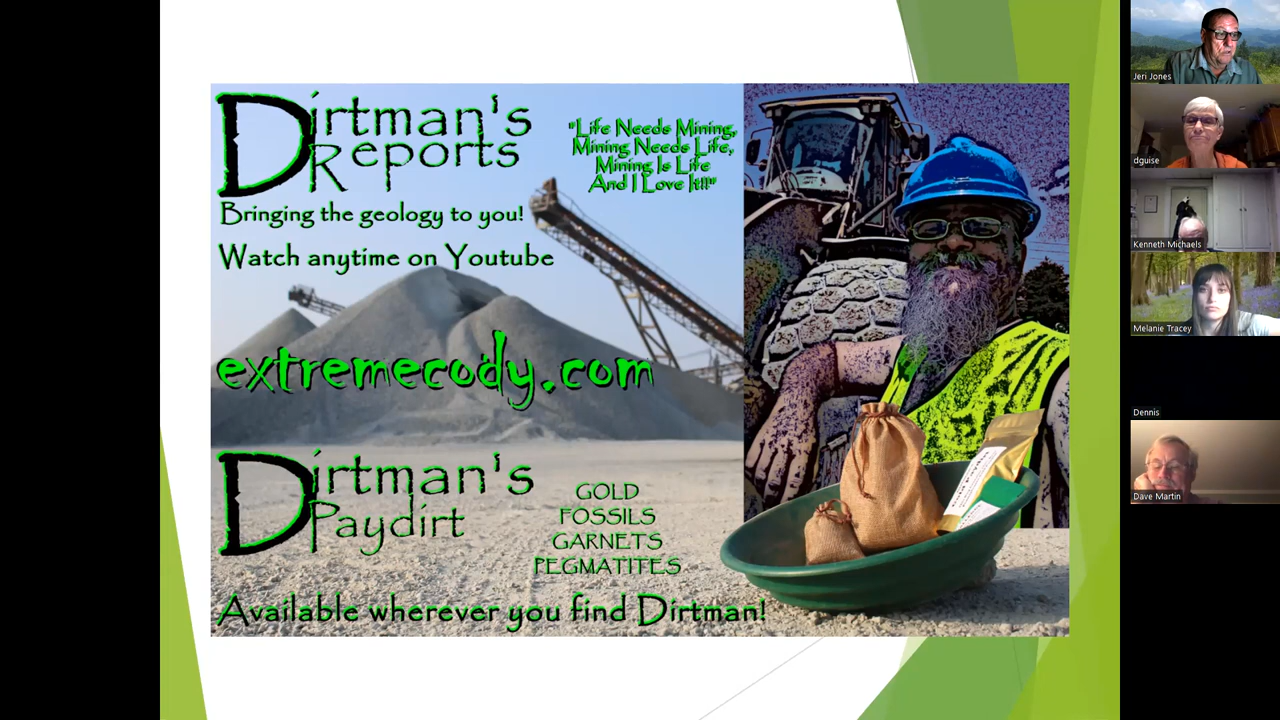 Dirtman's
Reports
Bringing the geology to you!
Watch anytime on Youtube
"Life Needs Mining,
Mining Needs Life,
Mining Is Life
And I Love It!!"
extremecody.com
Dirtman's
Paydirt
GOLD
FOSSILS
GARNETS
PEGMATITES
Available wherever you find Dirtman!
Jeri Jones
dguise
Kenneth Michaels
Melanie Tracey
Dennis
Dave Martin